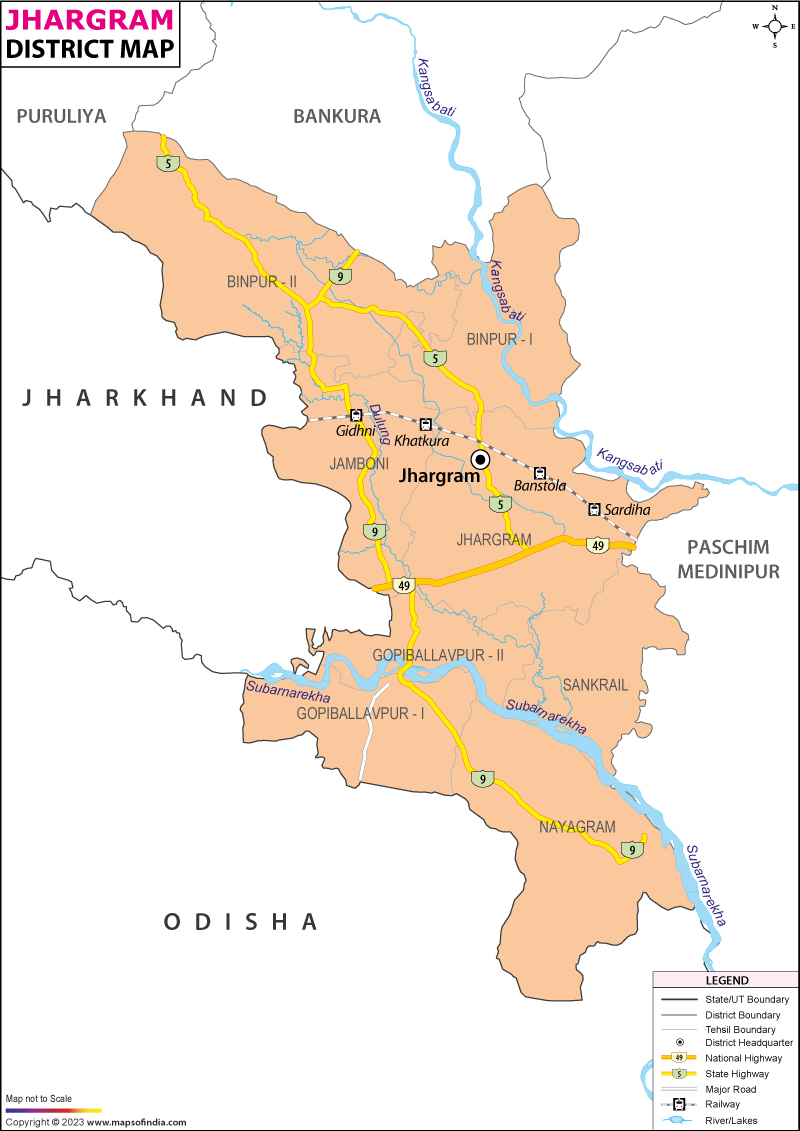 JHARGRAM
DISTRICT MAP
N
W E
S
Kangsabati
PURULIYA
BANKURA
5
Kangsabati
BINPUR - II
9
BINPUR - I
5
JHARKHAND
Gidhni
Dulung
Khatkura
JAMBONI
Jhargram
Banstola
Kangsabati
Sardiha
5
9
JHARGRAM
49
PASCHIM
MEDINIPUR
49
GOPIBALLAVPUR - II
SANKRAIL
Subarnarekha
GOPIBALLAVPUR - I
Subarnarekha
9
NAYAGRAM
9
Subarnarekha
ODISHA
LEGEND
State/UT Boundary
District Boundary
Tehsil Boundary
District Headquarter
49 National Highway
5 State Highway
Major Road
Railway
River/Lakes
Map not to Scale
Copyright © 2023 www.mapsofindia.com